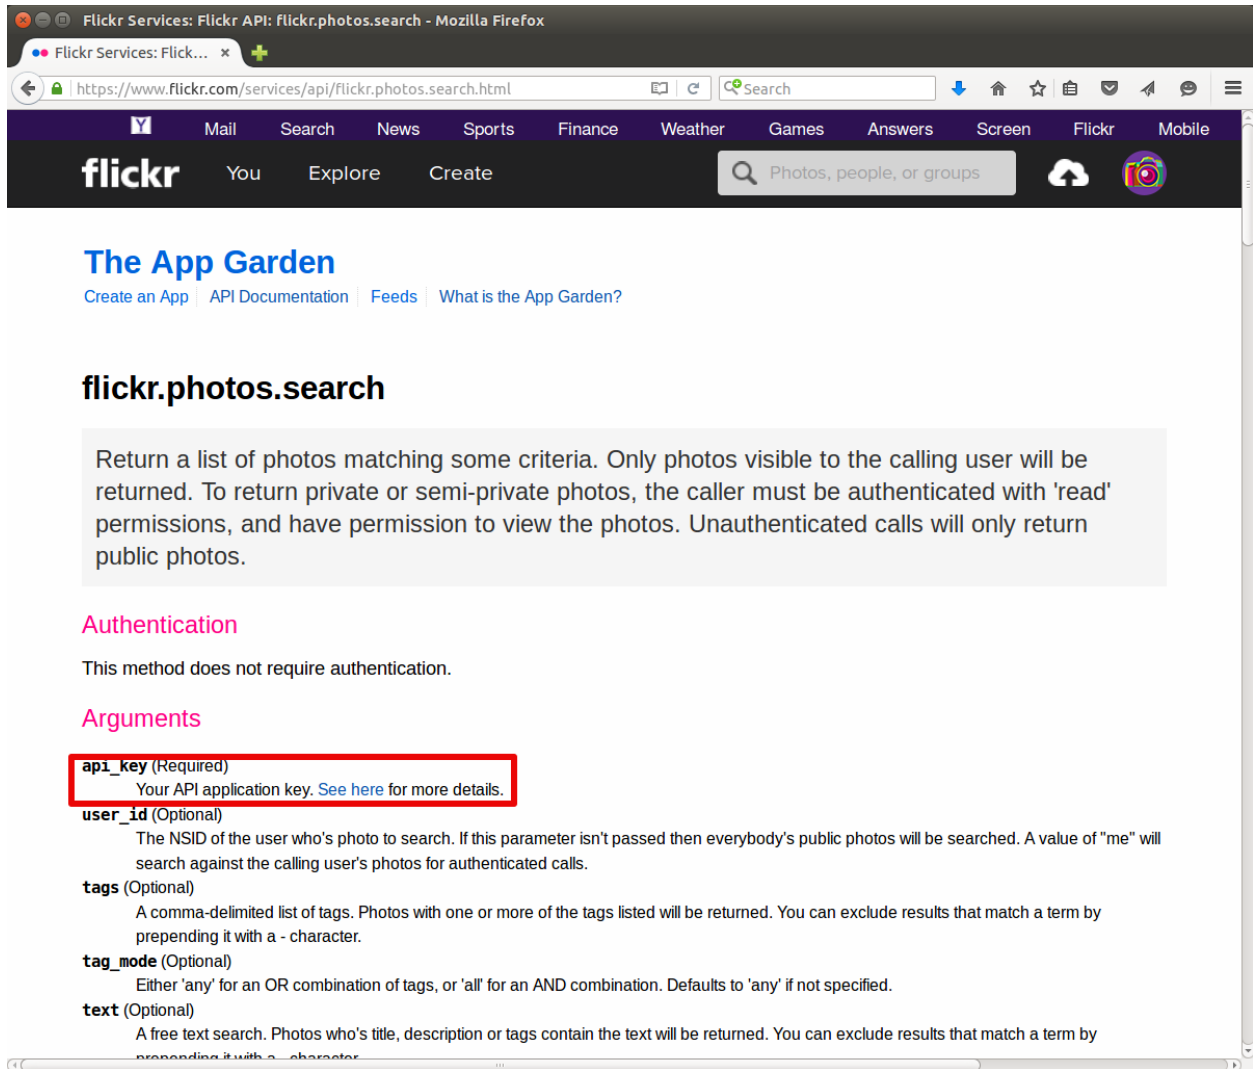 Flickr Services: Flickr API: flickr.photos.search - Mozilla Firefox
Flickr Services: Flick...
https://www.flickr.com/services/api/flickr.photos.search.html
Search
Y Mail Search News Sports Finance Weather Games Answers Screen Flickr Mobile
flickr You Explore Create Photos, people, or groups
The App Garden
Create an App API Documentation Feeds What is the App Garden?
flickr.photos.search
Return a list of photos matching some criteria. Only photos visible to the calling user will be
returned. To return private or semi-private photos, the caller must be authenticated with 'read'
permissions, and have permission to view the photos. Unauthenticated calls will only return
public photos.
Authentication
This method does not require authentication.
Arguments
api_key (Required)
Your API application key. See here for more details.
user_id (Optional)
The NSID of the user who's photo to search. If this parameter isn't passed then everybody's public photos will be searched. A value of "me" will
search against the calling user's photos for authenticated calls.
tags (Optional)
A comma-delimited list of tags. Photos with one or more of the tags listed will be returned. You can exclude results that match a term by
prepending it with a - character.
tag_mode (Optional)
Either 'any' for an OR combination of tags, or 'all' for an AND combination. Defaults to 'any' if not specified.
text (Optional)
A free text search. Photos who's title, description or tags contain the text will be returned. You can exclude results that match a term by
prepending it with a - character